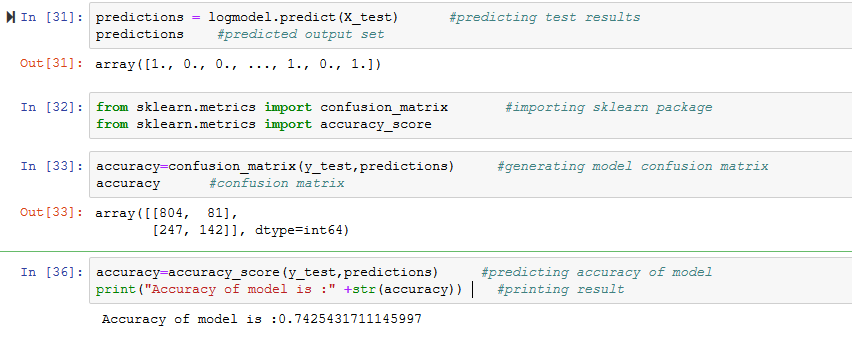 In [31]: predictions = logmodel.predict(X_test) #predicting test results
predictions #predicted output set
Out[31]: array([1., 0., 0., ..., 1., 0., 1.])
In [32]: from sklearn.metrics import confusion_matrix #importing sklearn package
from sklearn.metrics import accuracy_score
In [33]: accuracy=confusion_matrix(y_test,predictions) #generating model confusion matrix
accuracy #confusion matrix
Out[33]: array([[804, 81],
[247, 142]], dtype=int64)
In [36]: accuracy=accuracy_score(y_test,predictions) #predicting accuracy of model
print("Accuracy of model is :" +str(accuracy)) #printing result
Accuracy of model is :0.7425431711145997